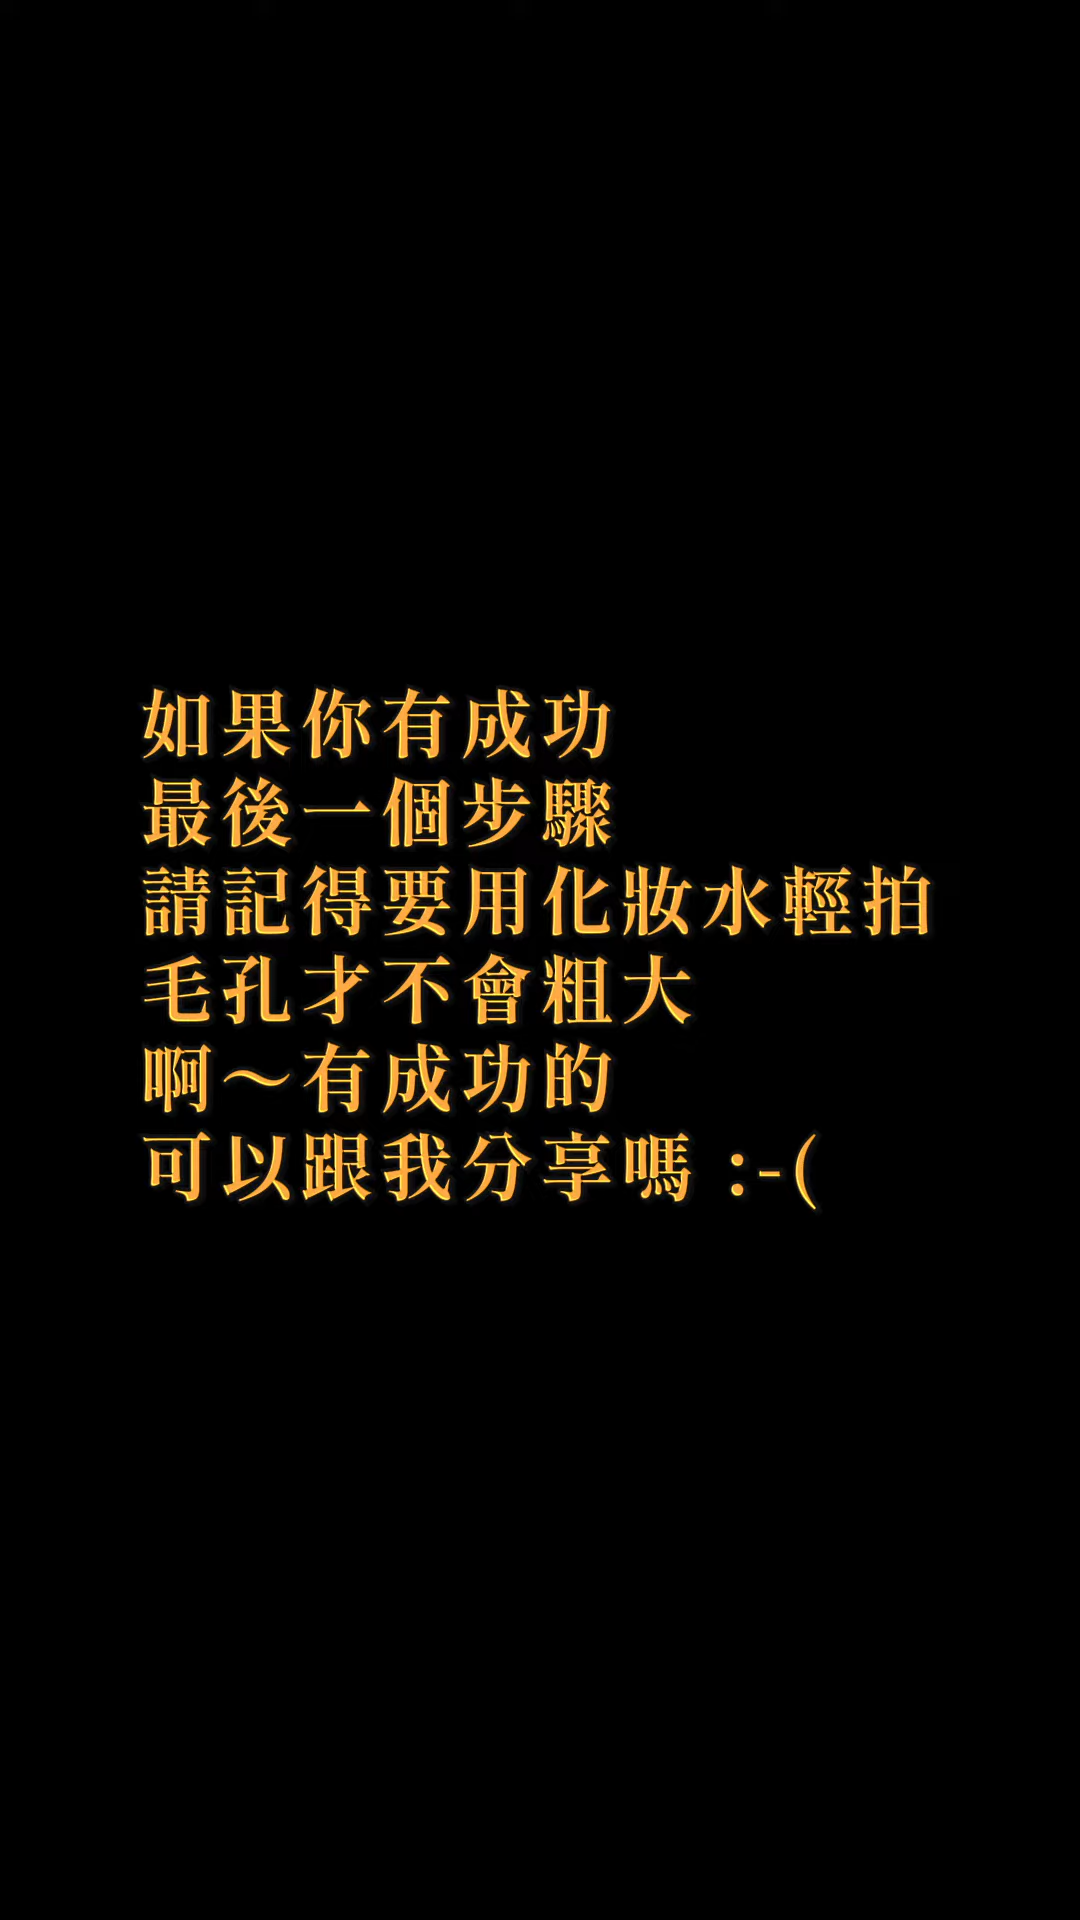 如果你有成功
最後一個步驟
請記得要用化妝水輕拍
毛孔才不會粗大
啊～有成功的
可以跟我分享嗎 :-(